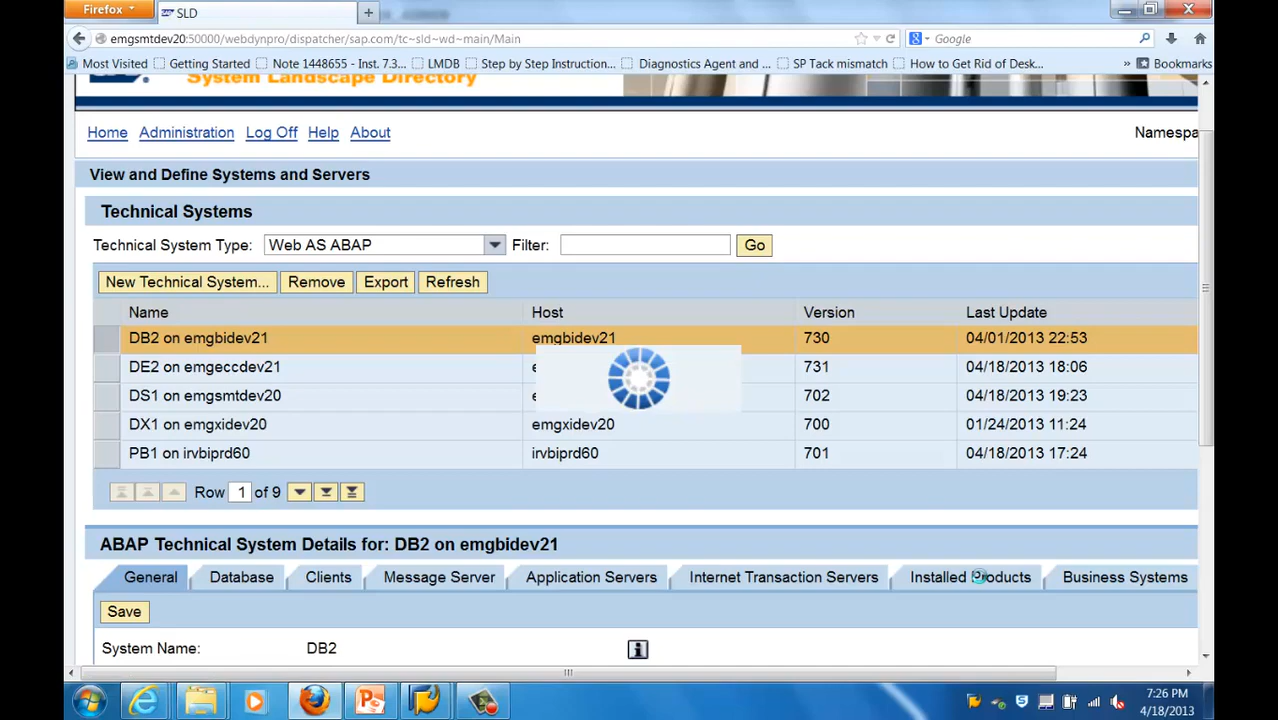 Firefox
SLD
emgsmtdev20:50000/webdynpro/dispatcher/sap.com/tc~sld~wd~main/Main
Google
Most Visited Getting Started Note 1448655 - Inst. 7.3... LMDB Step by Step Instruction... Diagnostics Agent and ... SP Tack mismatch How to Get Rid of Desk... » Bookmarks
System Landscape Directory
Home Administration Log Off Help About Namespa
View and Define Systems and Servers
Technical Systems
Technical System Type: Web AS ABAP Filter: Go
New Technical System... Remove Export Refresh
Name Host Version Last Update
DB2 on emgbidev21 emgbidev21 730 04/01/2013 22:53
DE2 on emgeccdev21 731 04/18/2013 18:06
DS1 on emgsmtdev20 702 04/18/2013 19:23
DX1 on emgxidev20 emgxidev20 700 01/24/2013 11:24
PB1 on irvbiprd60 irvbiprd60 701 04/18/2013 17:24
Row 1 of 9
ABAP Technical System Details for: DB2 on emgbidev21
General Database Clients Message Server Application Servers Internet Transaction Servers Installed Products Business Systems
Save
System Name: DB2
7:26 PM
4/18/2013